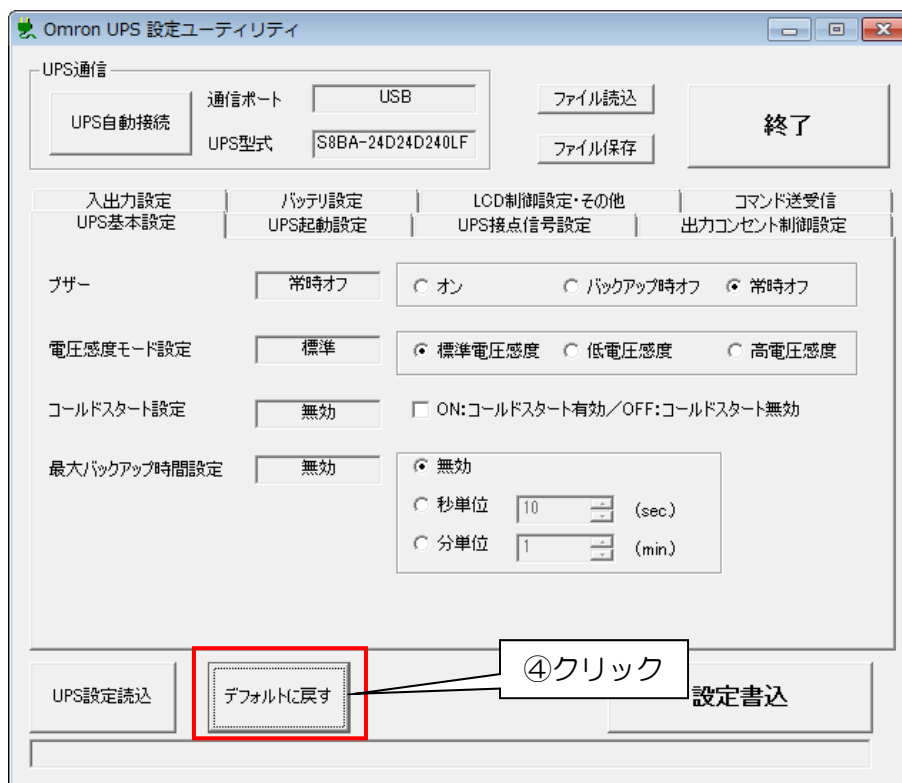 Omron UPS 設定ユーティリティ
UPS通信
UPS自動接続
通信ポート
USB
UPS型式
S8BA-24D24D240LF
ファイル読込
ファイル保存
終了
入出力設定 バッテリ設定 LCD制御設定・その他 コマンド送受信
UPS基本設定 UPS起動設定 UPS接点信号設定 出力コンセント制御設定
ブザー 常時オフ オン バックアップ時オフ 常時オフ
電圧感度モード設定 標準 標準電圧感度 低電圧感度 高電圧感度
コールドスタート設定 無効 ON:コールドスタート有効/OFF:コールドスタート無効
最大バックアップ時間設定 無効 無効
秒単位 10 (sec.)
分単位 1 (min.)
④クリック
UPS設定読込 デフォルトに戻す 設定書込